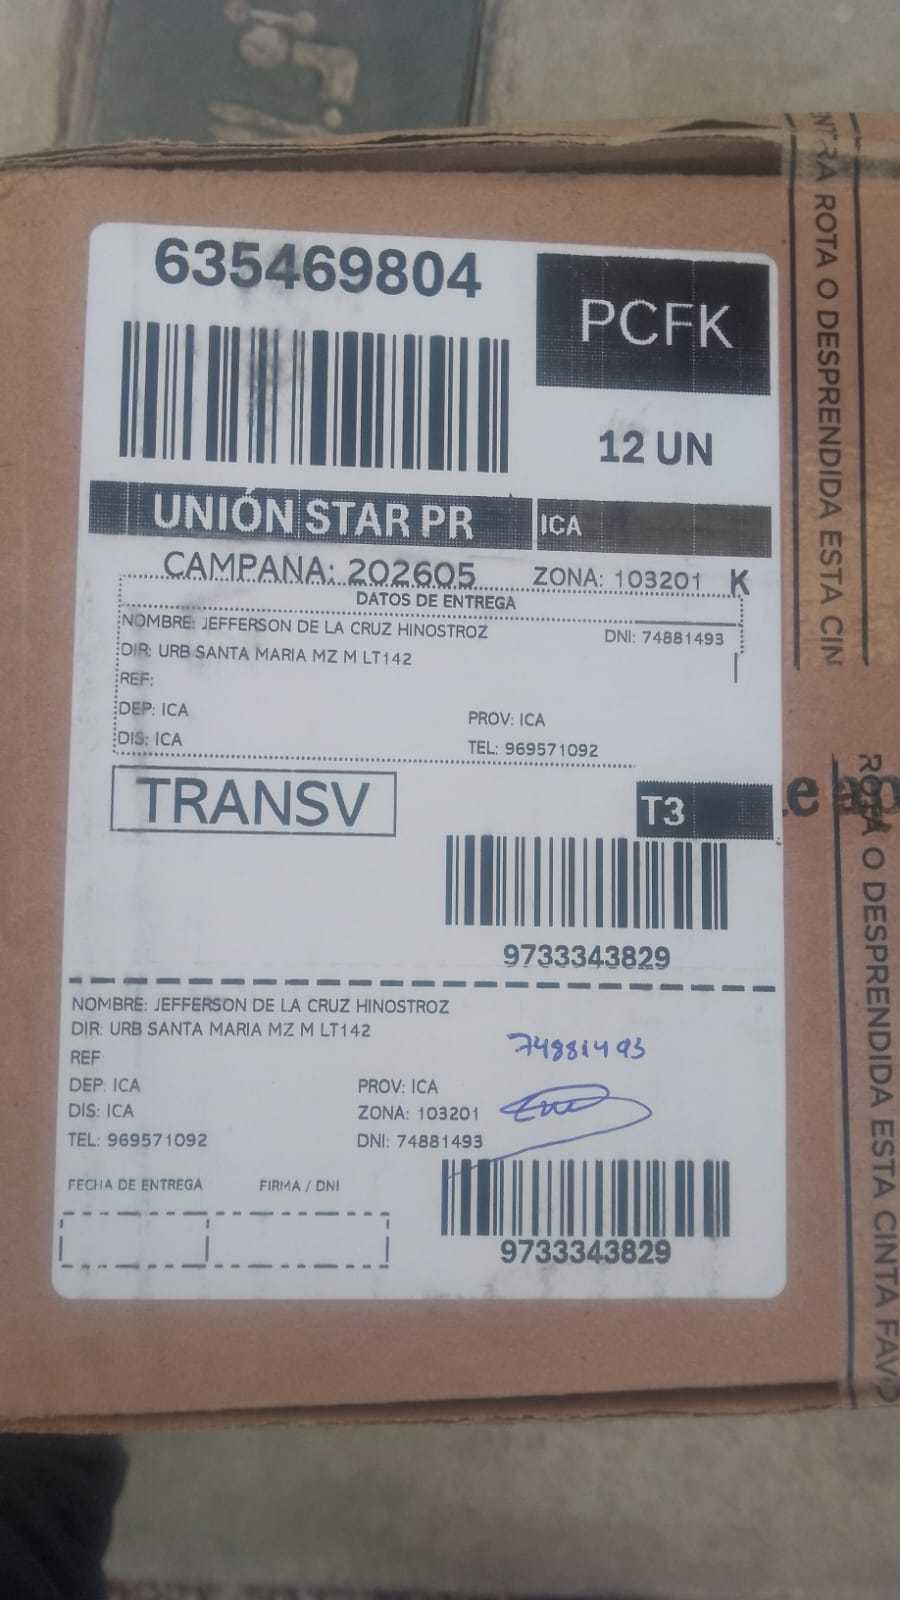 635469804
PCFK
12 UN
UNIÓN STAR PR
ICA
CAMPANA: 202605
ZONA: 103201 K
DATOS DE ENTREGA
NOMBRE: JEFFERSON DE LA CRUZ HINOSTROZ
DNI: 74881493
DIR: URB SANTA MARIA MZ M LT142
REF:
DEP: ICA
PROV: ICA
DIS: ICA
TEL: 969571092
TRANSV
T3
9733343829
NOMBRE: JEFFERSON DE LA CRUZ HINOSTROZ
DIR: URB SANTA MARIA MZ M LT142
74881493
REF
DEP: ICA
PROV: ICA
DIS: ICA
ZONA: 103201
TEL: 969571092
DNI: 74881493
FECHA DE ENTREGA
FIRMA / DNI
9733343829
ROTA O DESPRENDIDA ESTA CIN
ROTA O DESPRENDIDA ESTA CINTA FAVO